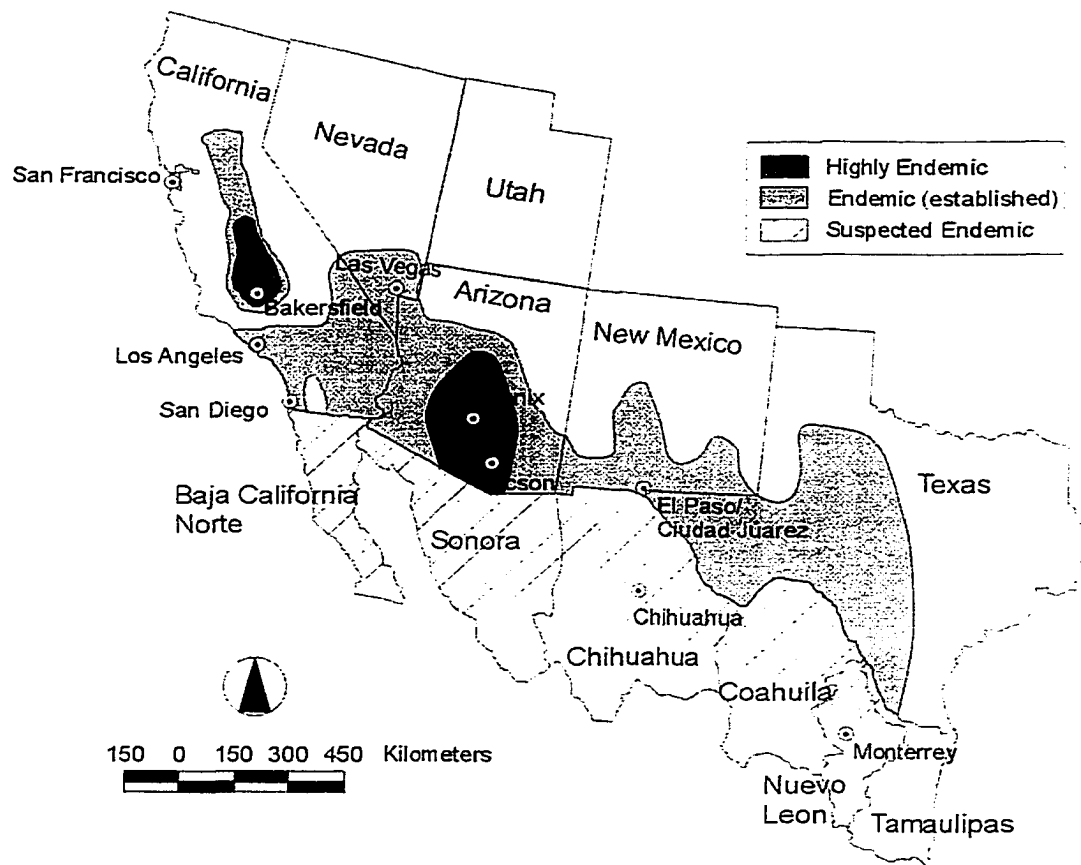 California
Nevada
Utah
San Francisco
Highly Endemic
Endemic (established)
Suspected Endemic
Las Vegas
Arizona
Bakersfield
New Mexico
Los Angeles
San Diego
nix
Texas
cson
El Paso/
Ciudad Juarez
Baja California
Norte
Sonora
Chihuahua
Chihuahua
Coahuila
150 0 150 300 450 Kilometers
Monterrey
Nuevo
Leon
Tamaulipas